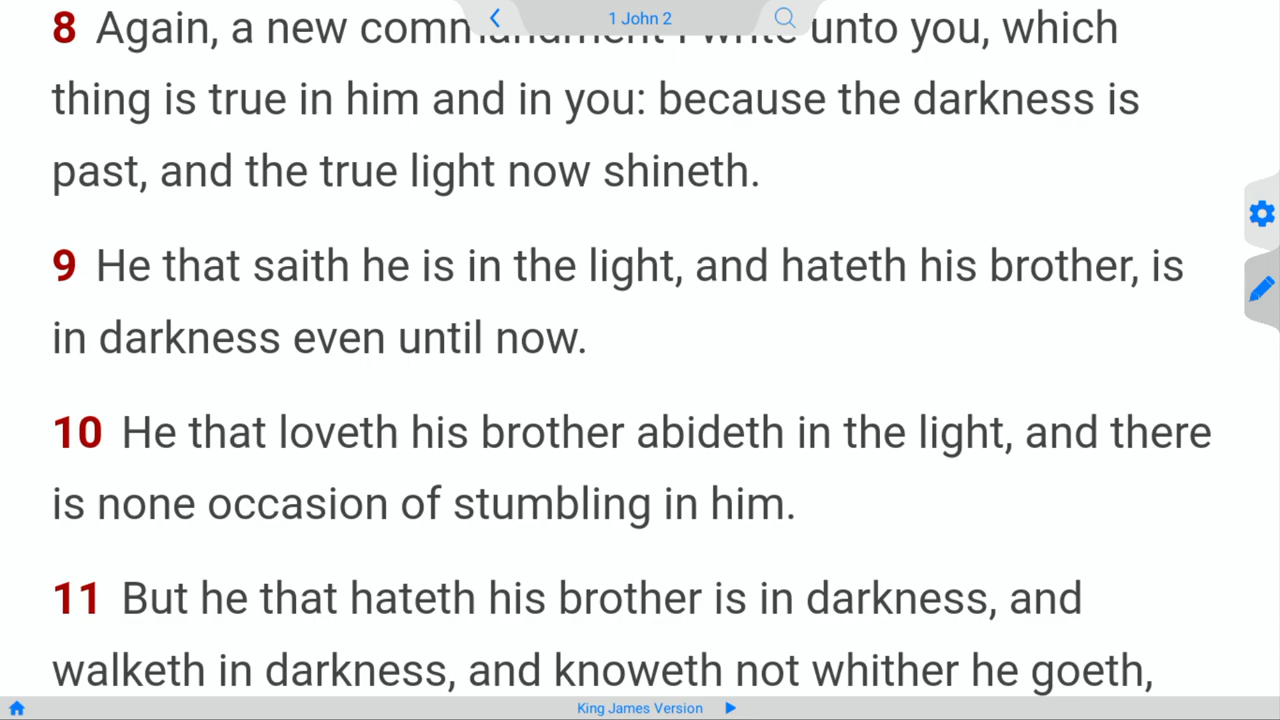 1 John 2
8 Again, a new commandment I write unto you, which
thing is true in him and in you: because the darkness is
past, and the true light now shineth.
9 He that saith he is in the light, and hateth his brother, is
in darkness even until now.
10 He that loveth his brother abideth in the light, and there
is none occasion of stumbling in him.
11 But he that hateth his brother is in darkness, and
walketh in darkness, and knoweth not whither he goeth,
King James Version